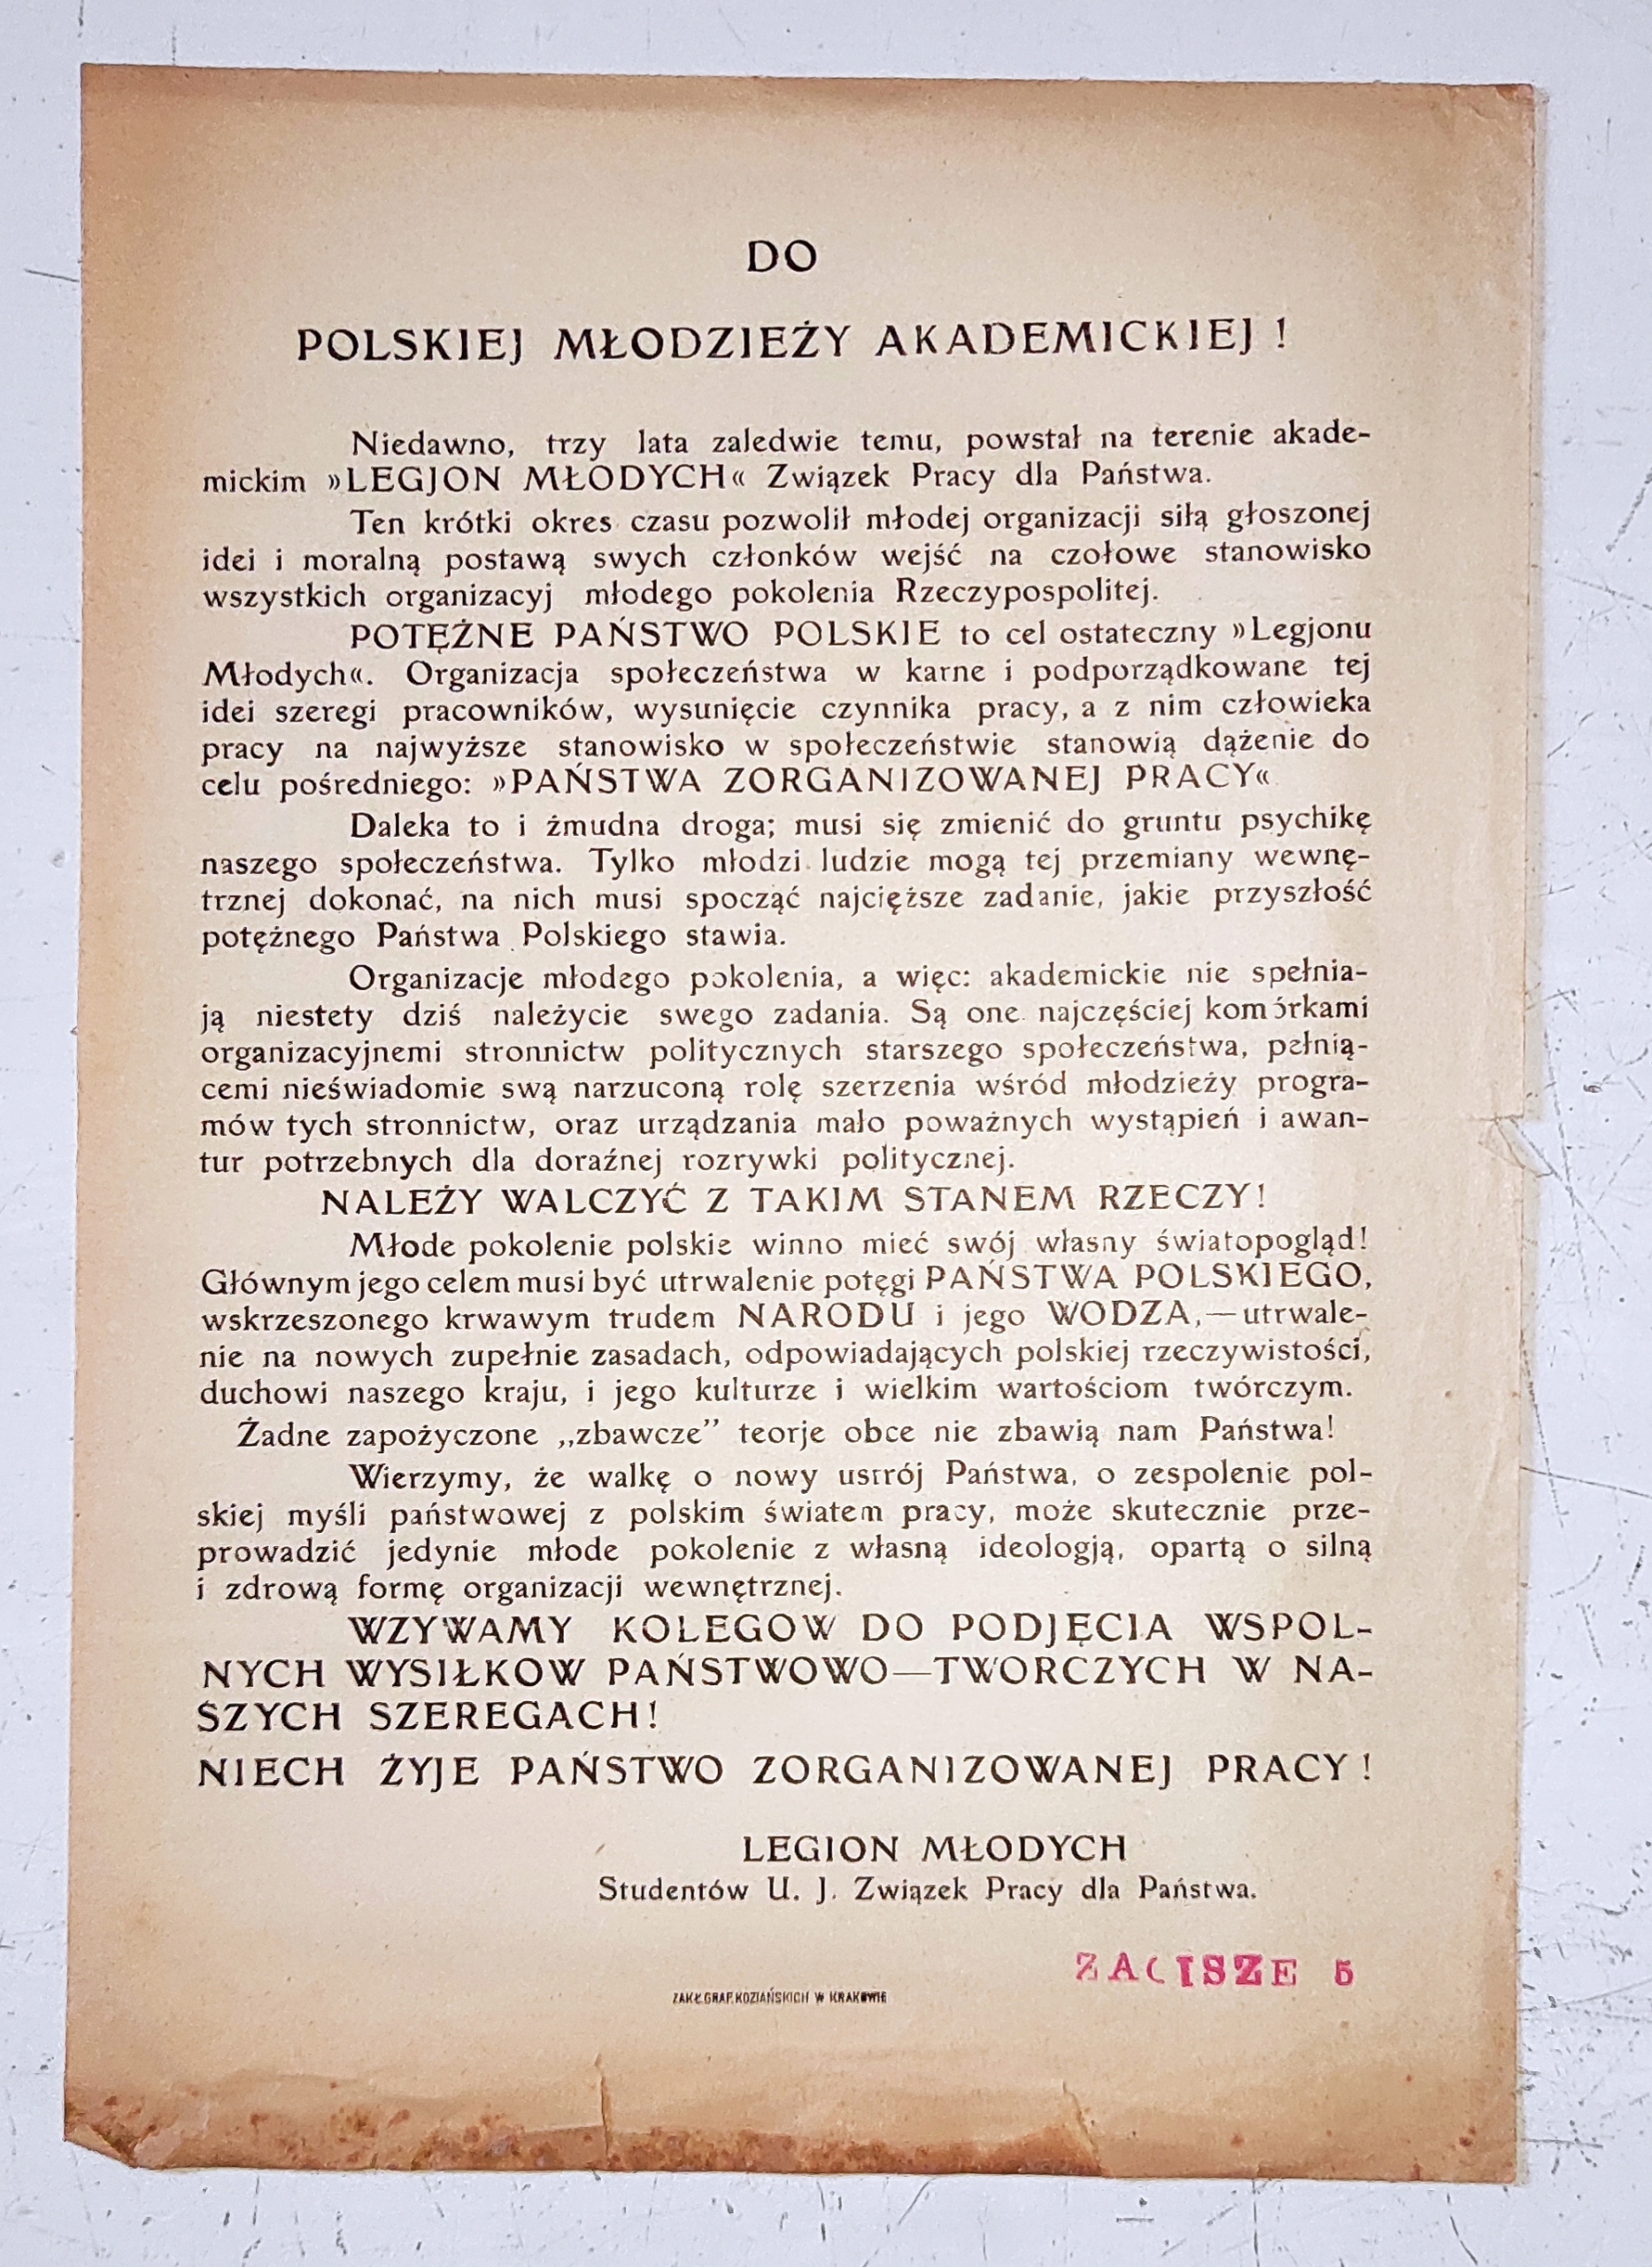 DO
POLSKIEJ MŁODZIEŻY AKADEMICKIEJ !
Niedawno, trzy lata zaledwie temu, powstał na terenie akade-
mickim »LEGJON MŁODYCH« Związek Pracy dla Państwa.
Ten krótki okres czasu pozwolił młodej organizacji siłą głoszonej
idei i moralną postawą swych członków wejść na czołowe stanowisko
wszystkich organizacyj młodego pokolenia Rzeczypospolitej.
POTĘŻNE PAŃSTWO POLSKIE to cel ostateczny »Legjonu
Młodych«. Organizacja społeczeństwa w karne i podporządkowane tej
idei szeregi pracowników, wysunięcie czynnika pracy, a z nim człowieka
pracy na najwyższe stanowisko w społeczeństwie stanowią dążenie do
celu pośredniego: »PAŃSTWA ZORGANIZOWANEJ PRACY«
Daleka to i żmudna droga; musi się zmienić do gruntu psychikę
naszego społeczeństwa. Tylko młodzi ludzie mogą tej przemiany wewnę-
trznej dokonać, na nich musi spocząć najcięższe zadanie, jakie przyszłość
potężnego Państwa Polskiego stawia.
Organizacje młodego pokolenia, a więc: akademickie nie spełnia-
ją niestety dziś należycie swego zadania. Są one najczęściej komórkami
organizacyjnemi stronnictw politycznych starszego społeczeństwa, pełnią-
cemi nieświadomie swą narzuconą rolę szerzenia wśród młodzieży progra-
mów tych stronnictw, oraz urządzania mało poważnych wystąpień i awan-
tur potrzebnych dla doraźnej rozrywki politycznej.
NALEŻY WALCZYĆ Z TAKIM STANEM RZECZY!
Młode pokolenie polskie winno mieć swój własny światopogląd!
Głównym jego celem musi być utrwalenie potęgi PAŃSTWA POLSKIEGO,
wskrzeszonego krwawym trudem NARODU i jego WODZA,—utrwale-
nie na nowych zupełnie zasadach, odpowiadających polskiej rzeczywistości,
duchowi naszego kraju, i jego kulturze i wielkim wartościom twórczym.
Żadne zapożyczone „zbawcze” teorje obce nie zbawią nam Państwa!
Wierzymy, że walkę o nowy ustrój Państwa, o zespolenie pol-
skiej myśli państwowej z polskim światem pracy, może skutecznie prze-
prowadzić jedynie młode pokolenie z własną ideologją, opartą o silną
i zdrową formę organizacji wewnętrznej.
WZYWAMY KOLEGOW DO PODJĘCIA WSPOL-
NYCH WYSIŁKOW PAŃSTWOWO—TWORCZYCH W NA-
SZYCH SZEREGACH!
NIECH ŻYJE PAŃSTWO ZORGANIZOWANEJ PRACY!
LEGION MŁODYCH
Studentów U. J. Związek Pracy dla Państwa.
ZACISZE 5
ZAKŁ.GRAF.KOZIAŃSKICH W KRAKOWIE